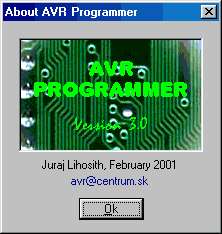 About AVR Programmer
AVR
PROGRAMMER
Version 3.0
Juraj Lihosith, February 2001
avr@centrum.sk
Ok